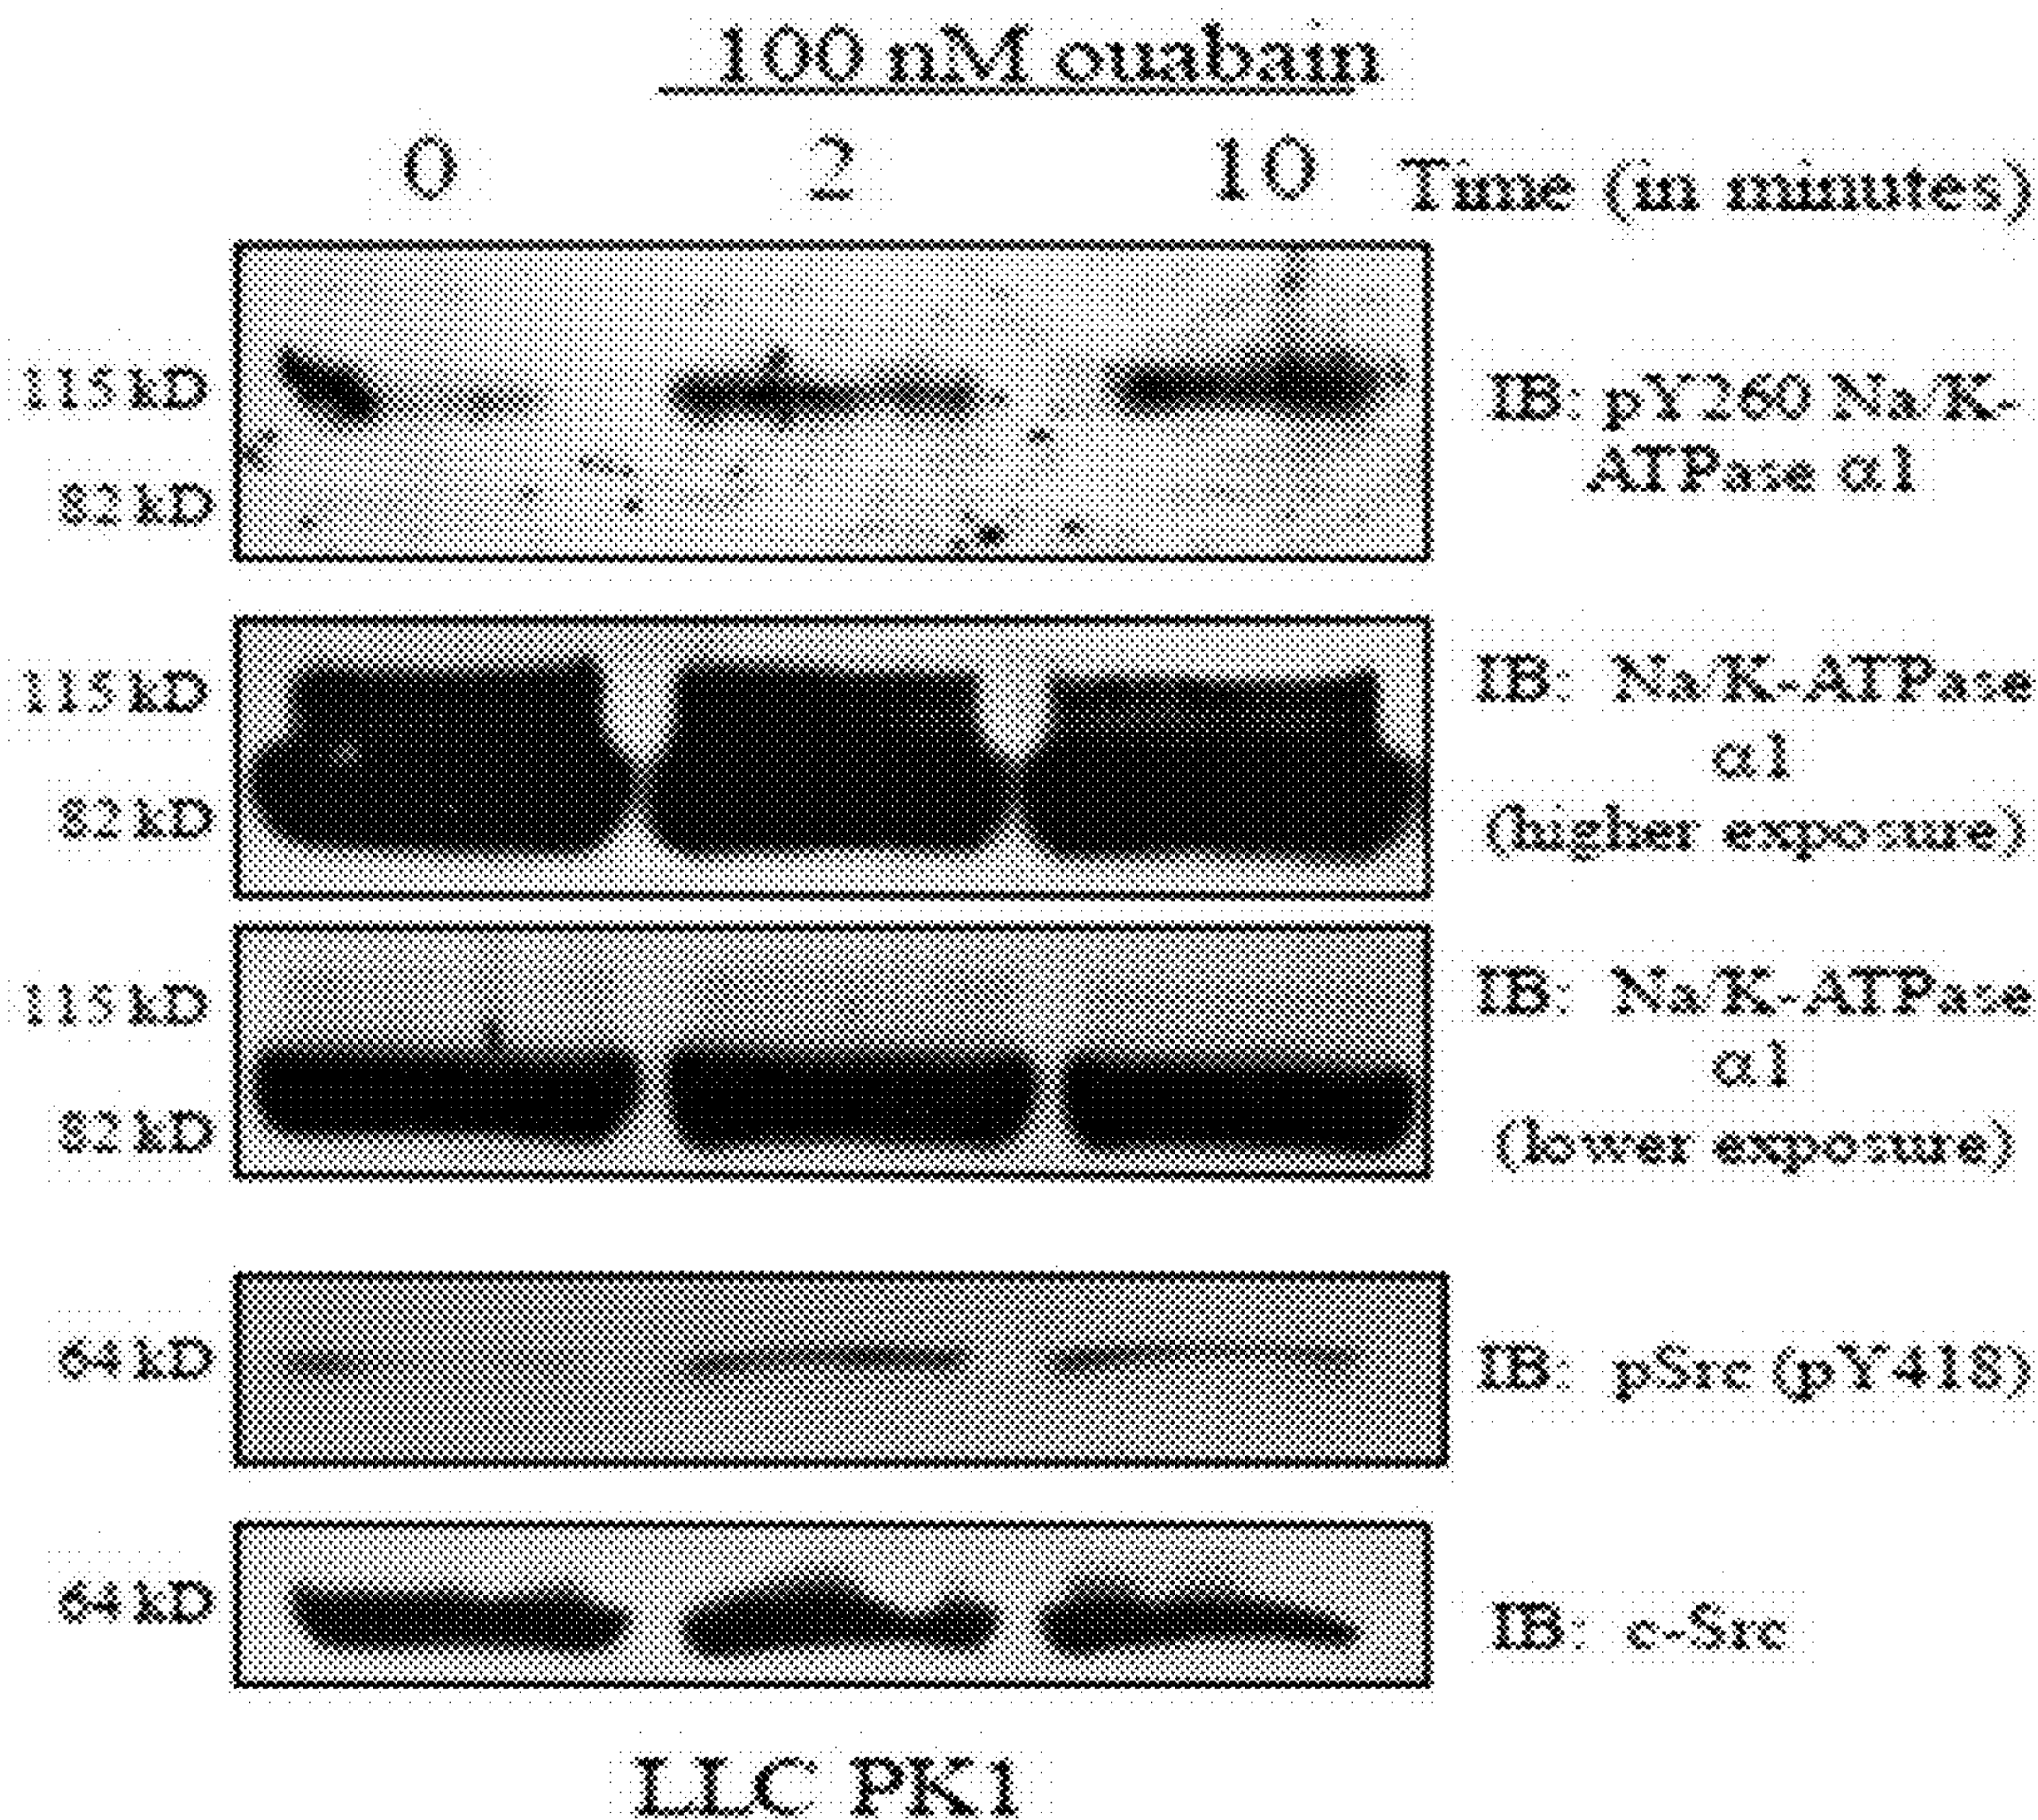 100 nM ouabain
0 2 10 Time (in minutes)
115 kD
82 kD
IB: pY260 Na/K-
ATPase α1
115 kD
82 kD
IB: Na/K-ATPase
α1
(higher exposure)
115 kD
82 kD
IB: Na/K-ATPase
α1
(lower exposure)
64 kD
IB: pSrc (pY418)
64 kD
IB: c-Src
LLC PK1